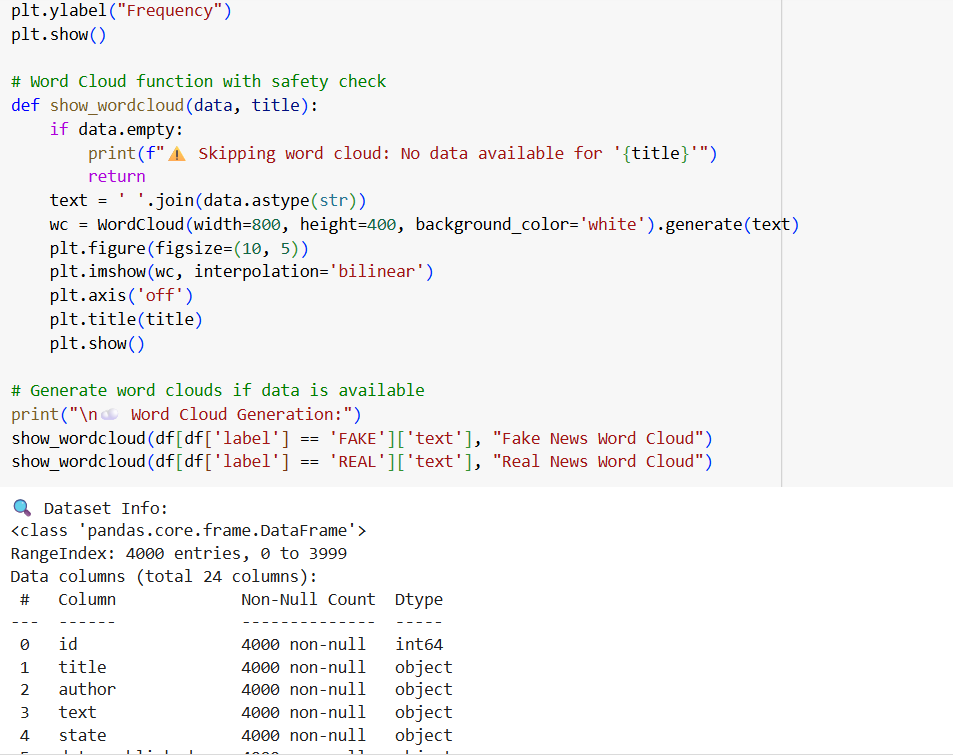 plt.ylabel("Frequency")
plt.show()
# Word Cloud function with safety check
def show_wordcloud(data, title):
    if data.empty:
        print(f"⚠️ Skipping word cloud: No data available for '{title}'")
        return
    text = ' '.join(data.astype(str))
    wc = WordCloud(width=800, height=400, background_color='white').generate(text)
    plt.figure(figsize=(10, 5))
    plt.imshow(wc, interpolation='bilinear')
    plt.axis('off')
    plt.title(title)
    plt.show()
# Generate word clouds if data is available
print("\n☁️ Word Cloud Generation:")
show_wordcloud(df[df['label'] == 'FAKE']['text'], "Fake News Word Cloud")
show_wordcloud(df[df['label'] == 'REAL']['text'], "Real News Word Cloud")
🔍 Dataset Info:
<class 'pandas.core.frame.DataFrame'>
RangeIndex: 4000 entries, 0 to 3999
Data columns (total 24 columns):
 #   Column             Non-Null Count  Dtype
---  ------             --------------  -----
 0   id                 4000 non-null   int64
 1   title              4000 non-null   object
 2   author             4000 non-null   object
 3   text               4000 non-null   object
 4   state              4000 non-null   object